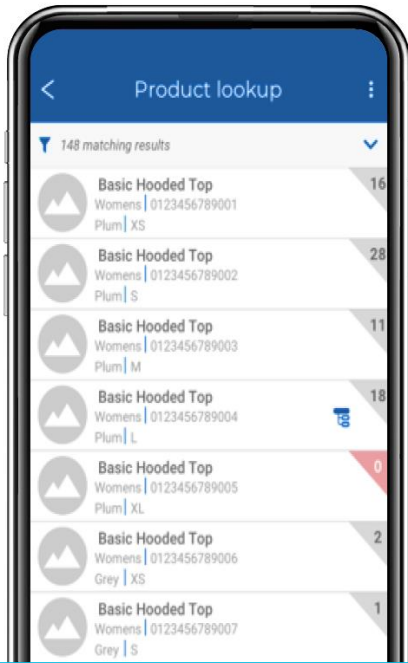 Product lookup
148 matching results
Basic Hooded Top 16
Womens | 0123456789001
Plum | XS
Basic Hooded Top 28
Womens | 0123456789002
Plum | S
Basic Hooded Top 11
Womens | 0123456789003
Plum | M
Basic Hooded Top 18
Womens | 0123456789004
Plum | L
Basic Hooded Top 0
Womens | 0123456789005
Plum | XL
Basic Hooded Top 2
Womens | 0123456789006
Grey | XS
Basic Hooded Top 1
Womens | 0123456789007
Grey | S